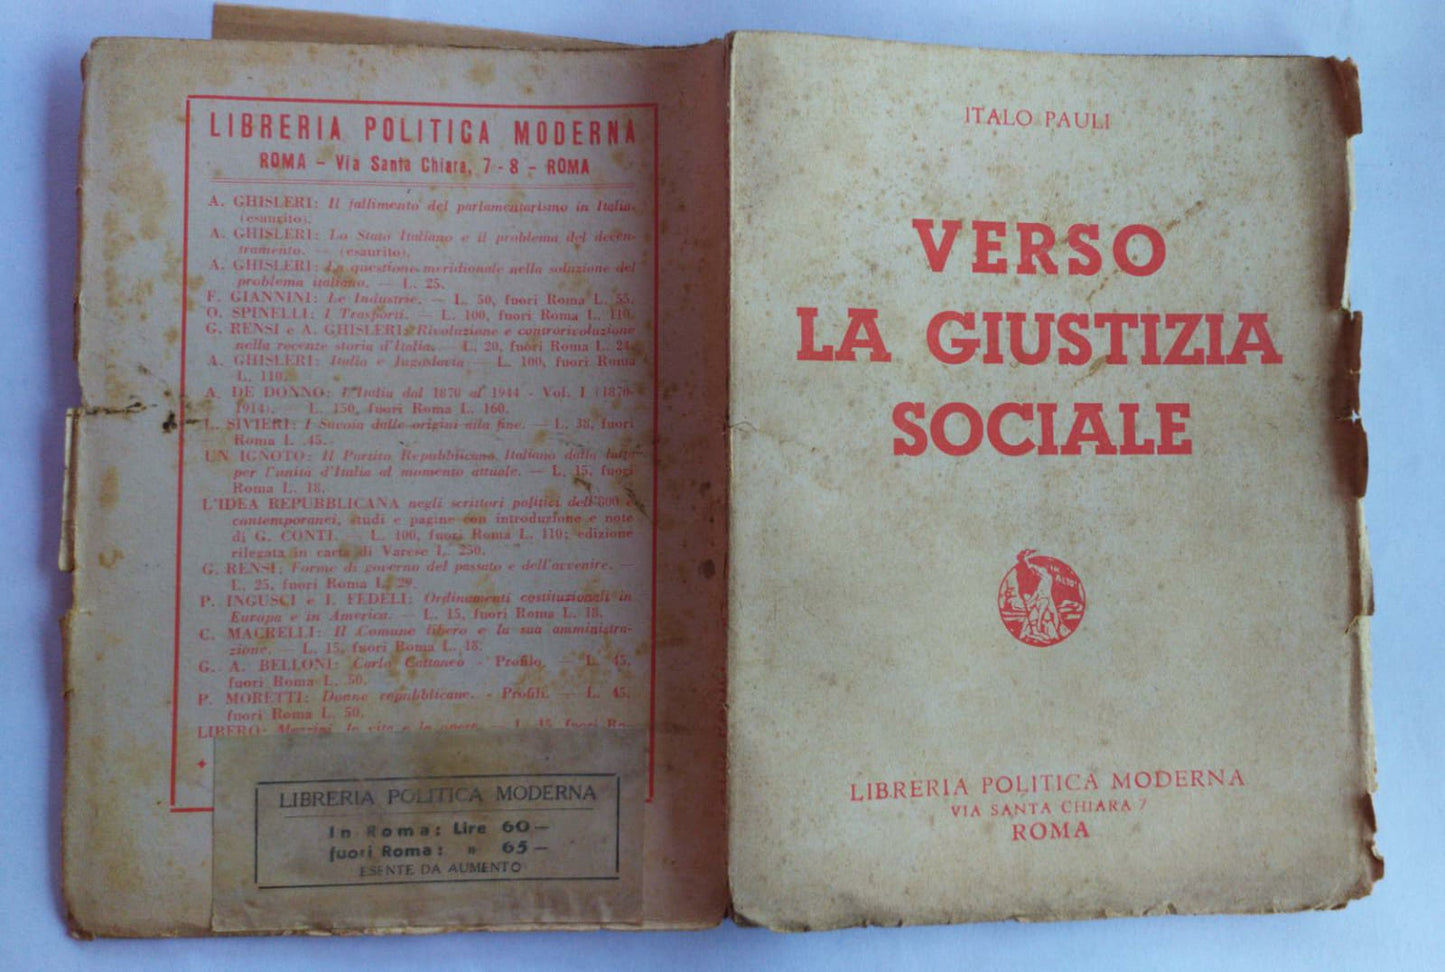 LIBRERIA POLITICA MODERNA
ROMA - Via Santa Chiara, 7 - 8 - ROMA
A. GHISLERI: Il fallimento del parlamentarismo in Italia.
(esaurito).
A. GHISLERI: Lo Stato Italiano e il problema del decen-
tramento. — (esaurito).
A. GHISLERI: La questione meridionale nella soluzione del
problema italiano. — L. 25.
F. GIANNINI: Le Industrie. — L. 50, fuori Roma L. 55.
O. SPINELLI: I Trasporti. — L. 100, fuori Roma L. 110.
G. RENSI e A. GHISLERI: Rivoluzione e controrivoluzione
nella recente storia d'Italia. — L. 20, fuori Roma L. 24.
A. GHISLERI: Italia e Jugoslavia — L. 100, fuori Roma
L. 110.
A. DE DONNO: L'Italia dal 1870 al 1944 - Vol. I (1870-
1914). — L. 150, fuori Roma L. 160.
L. SIVIERI: I Savoia dalle origini alla fine. — L. 38, fuori
Roma L. 45.
UN IGNOTO: Il Partito Repubblicano Italiano dalla lotta
per l'unità d'Italia al momento attuale. — L. 15, fuori
Roma L. 18.
L'IDEA REPUBBLICANA negli scrittori politici dell'800 e
contemporanei, studi e pagine con introduzione e note
di G. CONTI. — L. 100, fuori Roma L. 110; edizione
rilegata in carta di Varese L. 250.
G. RENSI: Forme di governo del passato e dell'avvenire. —
L. 25, fuori Roma L. 29.
P. INGUSCI e I. FEDELI: Ordinamenti costituzionali in
Europa e in America. — L. 15, fuori Roma L. 18.
C. MACRELLI: Il Comune libero e la sua amministra-
zione. — L. 15, fuori Roma L. 18.
G. A. BELLONI: Carlo Cattaneo - Profilo. — L. 45,
fuori Roma L. 50.
P. MORETTI: Donne repubblicane. - Profili. — L. 45,
fuori Roma L. 50.
LIBERO: Mazzini, la vita e le opere — L. 15 fuori Ro-
LIBRERIA POLITICA MODERNA
In Roma: Lire 60 —
fuori Roma: » 65 —
ESENTE DA AUMENTO
ITALO PAULI
VERSO
LA GIUSTIZIA
SOCIALE
IN
ALTO!
LIBRERIA POLITICA MODERNA
VIA SANTA CHIARA 7
ROMA